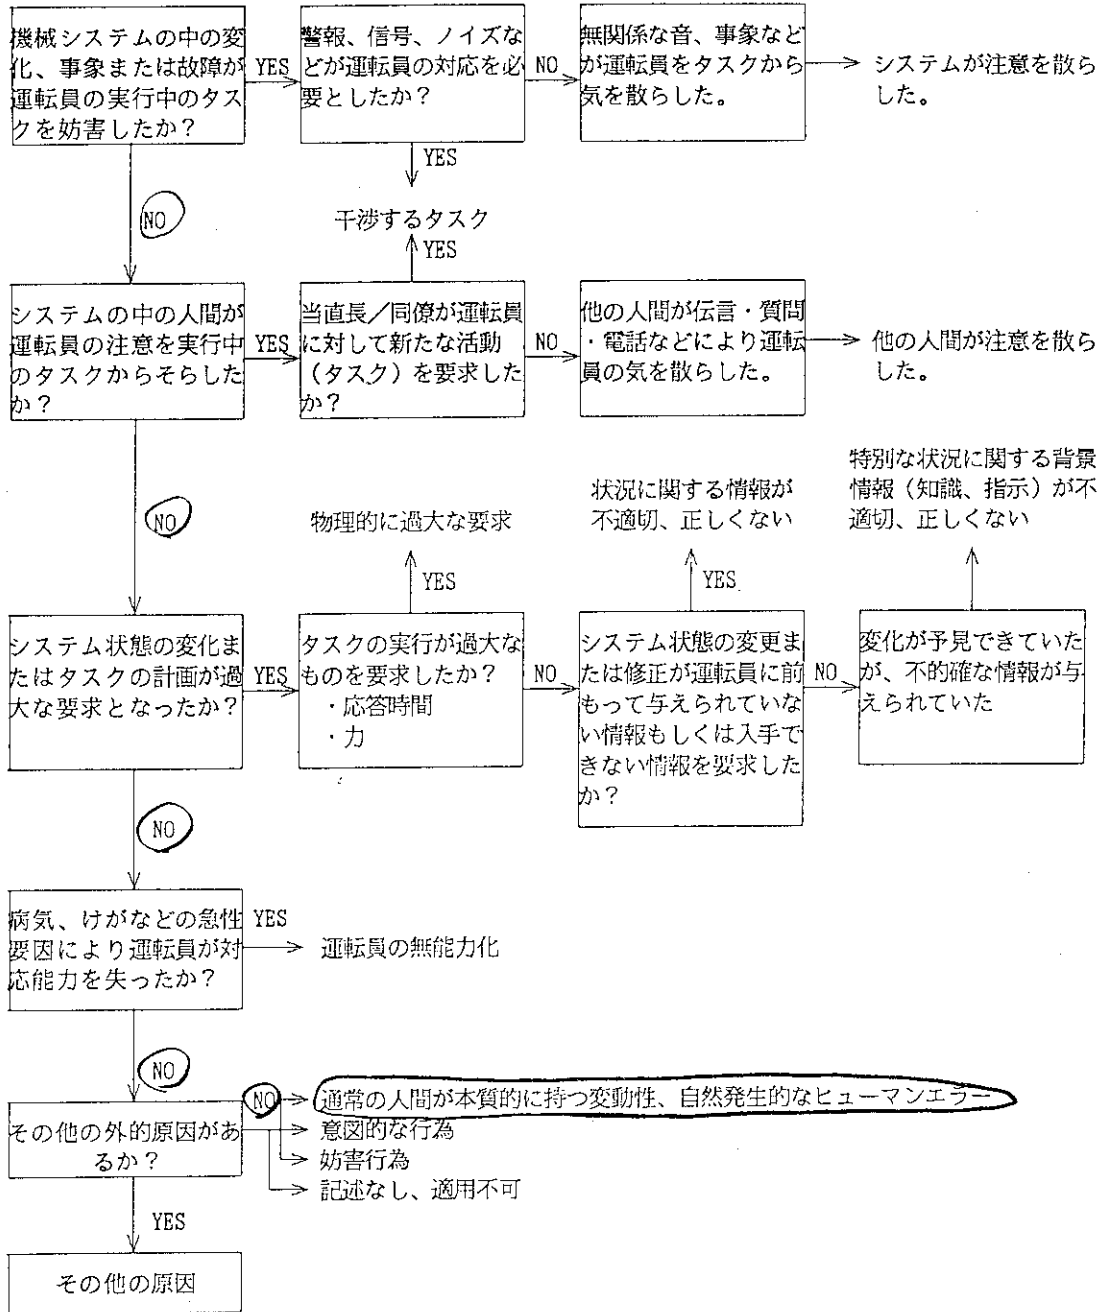 機械システムの中の変
化、事象または故障が
運転員の実行中のタス
クを妨害したか？
YES
警報、信号、ノイズな
どが運転員の対応を必
要としたか？
NO
無関係な音、事象など
が運転員をタスクから
気を散らした。
システムが注意を散ら
した。
YES
NO
干渉するタスク
YES
システムの中の人間が
運転員の注意を実行中
のタスクからそらした
か？
YES
当直長／同僚が運転員
に対して新たな活動
（タスク）を要求した
か？
NO
他の人間が伝言・質問
・電話などにより運転
員の気を散らした。
他の人間が注意を散ら
した。
NO
物理的に過大な要求
状況に関する情報が
不適切、正しくない
特別な状況に関する背景
情報（知識、指示）が不
適切、正しくない
YES
YES
システム状態の変化ま
たはタスクの計画が過
大な要求となったか？
YES
タスクの実行が過大な
ものを要求したか？
・応答時間
・力
NO
システム状態の変更ま
たは修正が運転員に前
もって与えられていな
い情報もしくは入手で
きない情報を要求した
か？
NO
変化が予見できていた
が、不的確な情報が与
えられていた
NO
病気、けがなどの急性
要因により運転員が対
応能力を失ったか？
YES
運転員の無能力化
NO
その他の外的原因があ
るか？
NO
通常の人間が本質的に持つ変動性、自然発生的なヒューマンエラー
意図的な行為
妨害行為
記述なし、適用不可
YES
その他の原因